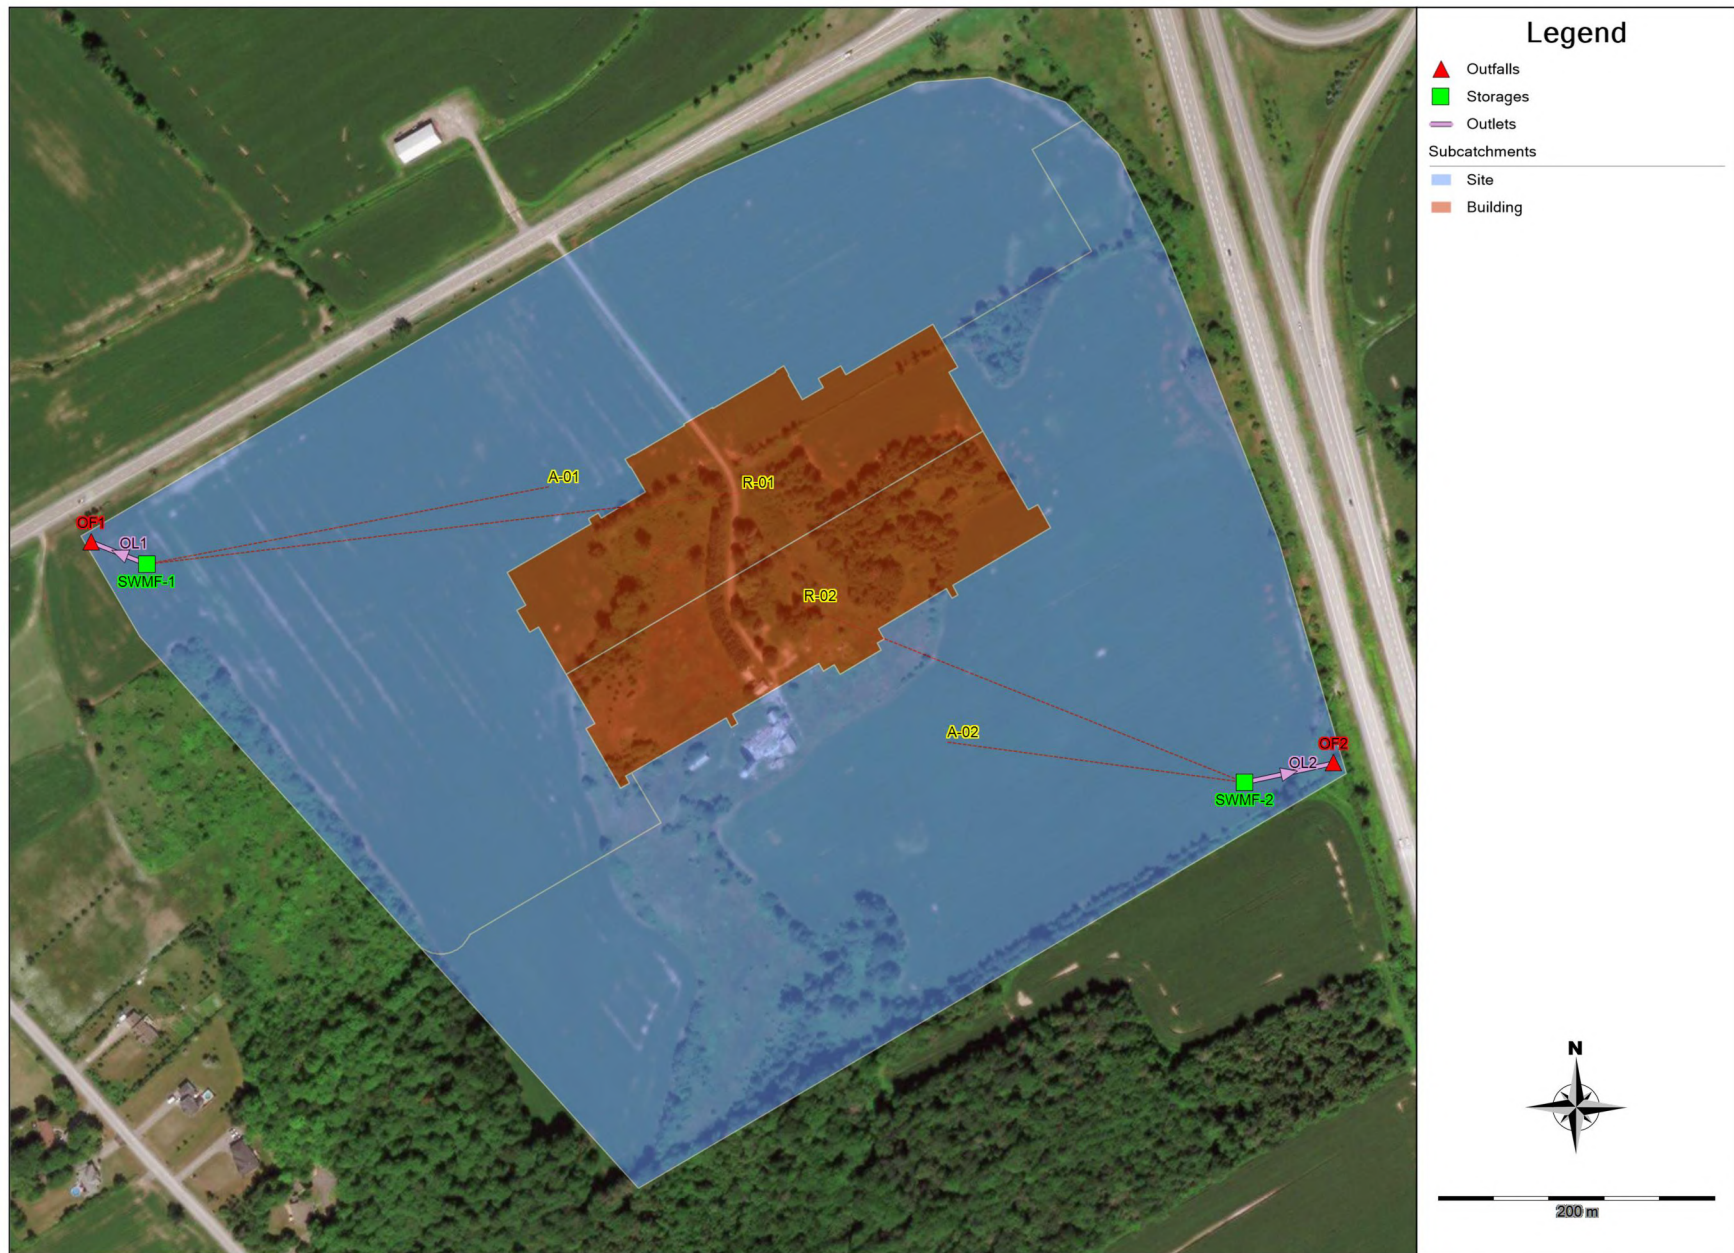 Legend
Outfalls
Storages
Outlets
Subcatchments
Site
Building
A-01
R-01
OF1
OL1
SWMF-1
R-02
A-02
OF2
OL2
SWMF-2
N
200 m